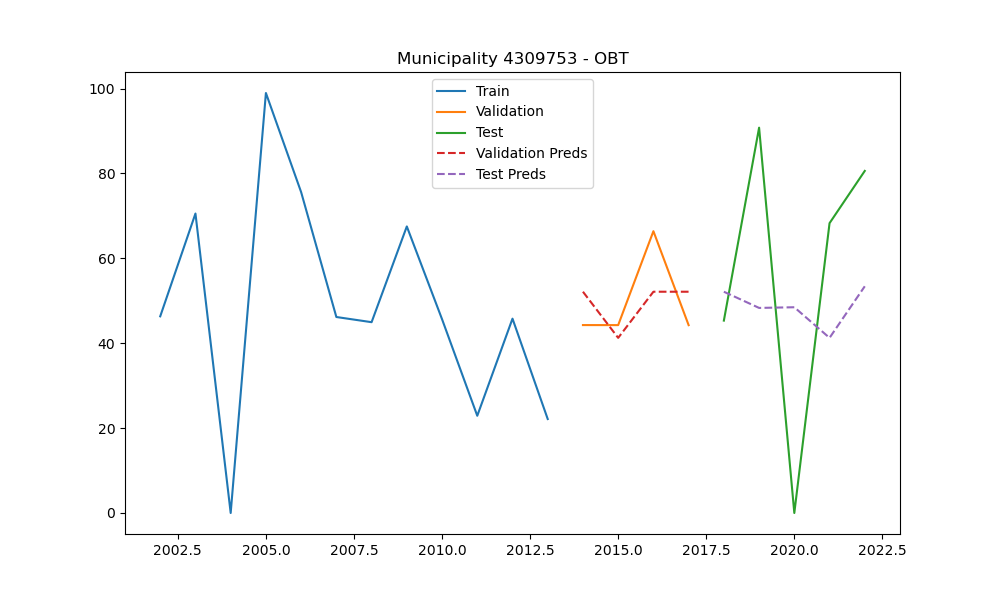 Municipality 4309753 - OBT
Train
Validation
Test
Validation Preds
Test Preds
100
80
60
40
20
0
2002.5 2005.0 2007.5 2010.0 2012.5 2015.0 2017.5 2020.0 2022.5